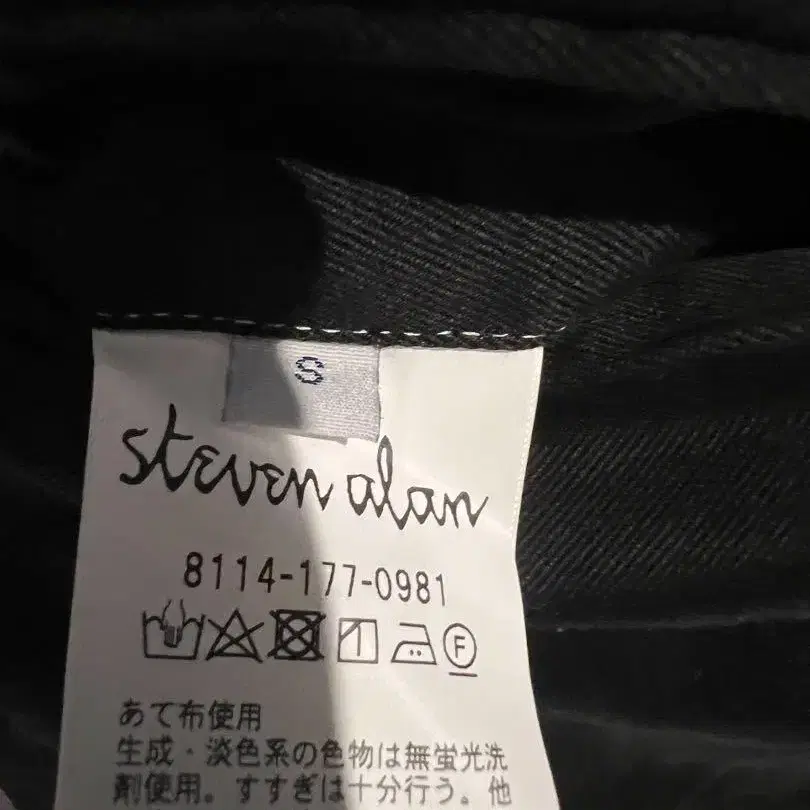 S
steven alan
8114-177-0981
F
あて布使用
生成・淡色系の色物は無蛍光洗
剤使用。すすぎは十分行う。他